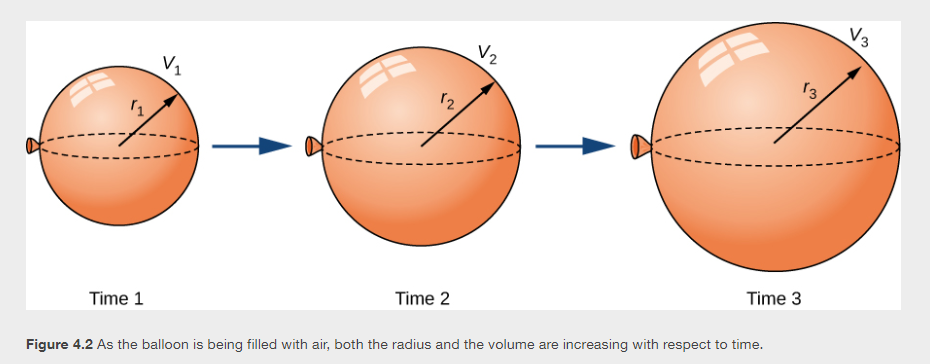 V₁
r₁
V₂
r₂
V₃
r₃
Time 1
Time 2
Time 3
Figure 4.2 As the balloon is being filled with air, both the radius and the volume are increasing with respect to time.